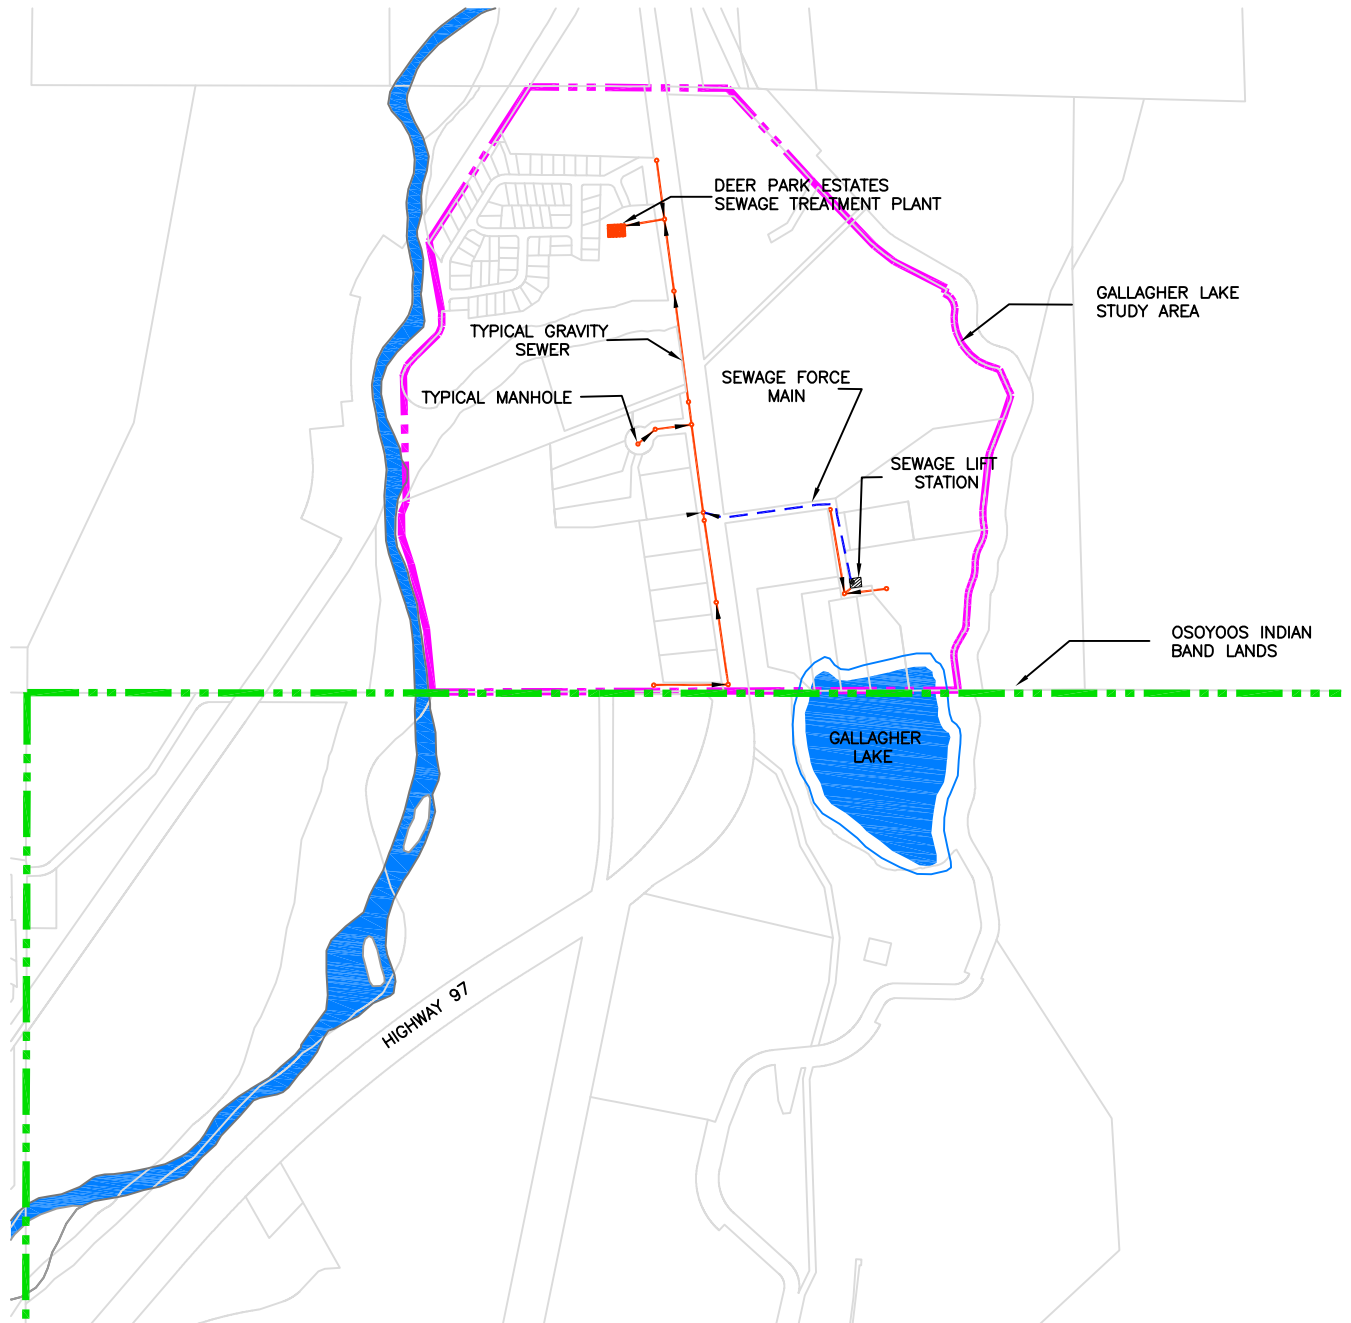 DEER PARK ESTATES
SEWAGE TREATMENT PLANT
GALLAGHER LAKE
STUDY AREA
TYPICAL GRAVITY
SEWER
SEWAGE FORCE
MAIN
TYPICAL MANHOLE
SEWAGE LIFT
STATION
OSOYOOS INDIAN
BAND LANDS
GALLAGHER
LAKE
HIGHWAY 97